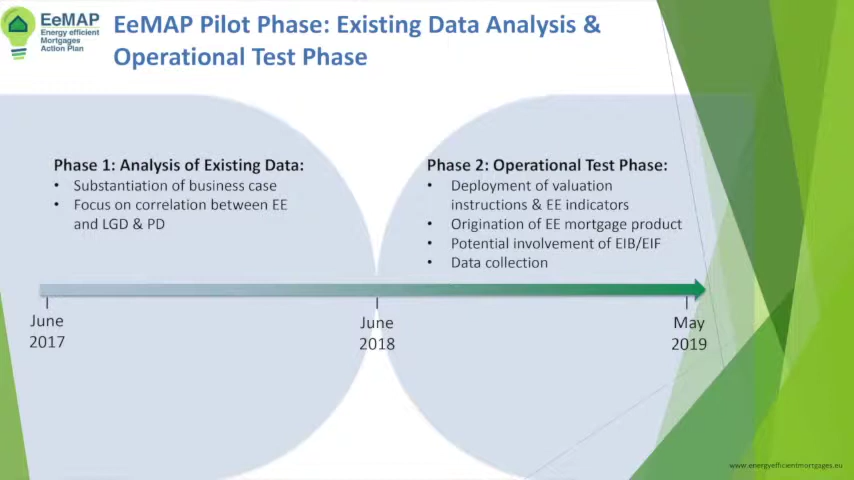 EeMAP
Energy efficient
Mortgages
Action Plan
EeMAP Pilot Phase: Existing Data Analysis &
Operational Test Phase
Phase 1: Analysis of Existing Data:
• Substantiation of business case
• Focus on correlation between EE
and LGD & PD
Phase 2: Operational Test Phase:
• Deployment of valuation
instructions & EE indicators
• Origination of EE mortgage product
• Potential involvement of EIB/EIF
• Data collection
June
2017
June
2018
May
2019
www.energyefficientmortgages.eu